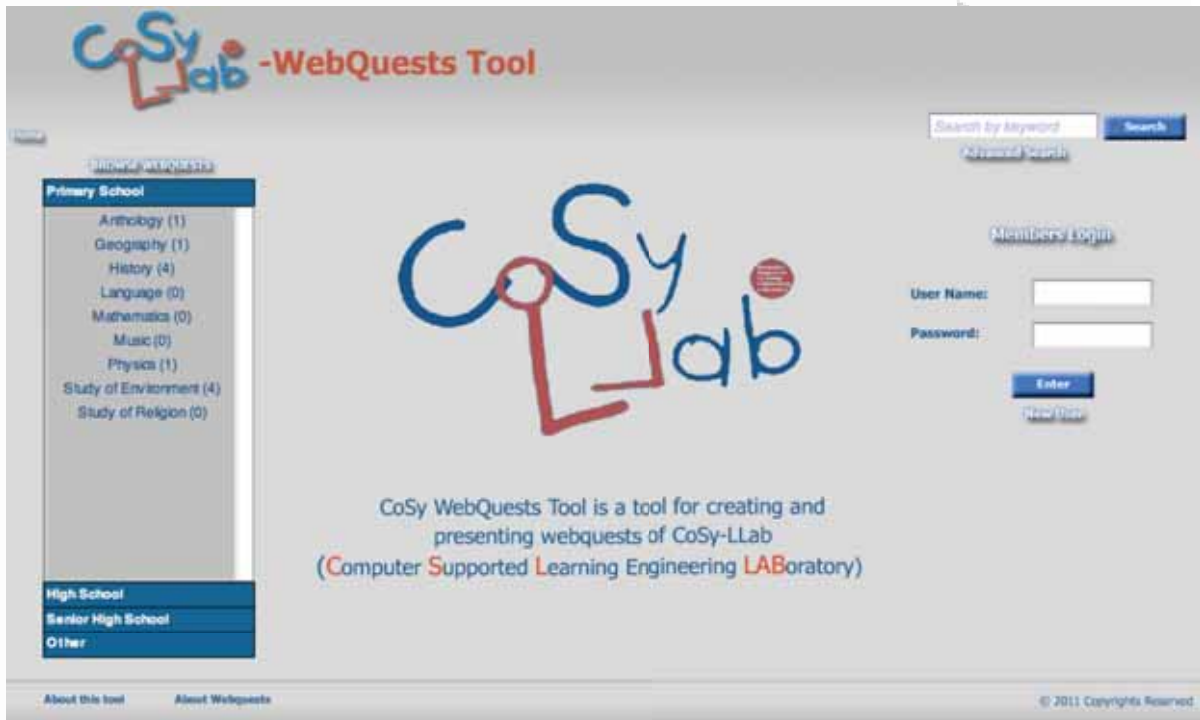 CoSy LLab -WebQuests Tool
Search by keyword Search
Advanced Search
Home
BROWSE WEBQUESTS
Primary School
Anthology (1)
Geography (1)
History (4)
Language (0)
Mathematics (0)
Music (0)
Physics (1)
Study of Environment (4)
Study of Religion (0)
High School
Senior High School
Other
CoSy LLab
CoSy WebQuests Tool is a tool for creating and
presenting webquests of CoSy-LLab
(Computer Supported Learning Engineering LABoratory)
Members Login
User Name:
Password:
Enter
New User
About this tool About Webquests
© 2011 Copyrights Reserved